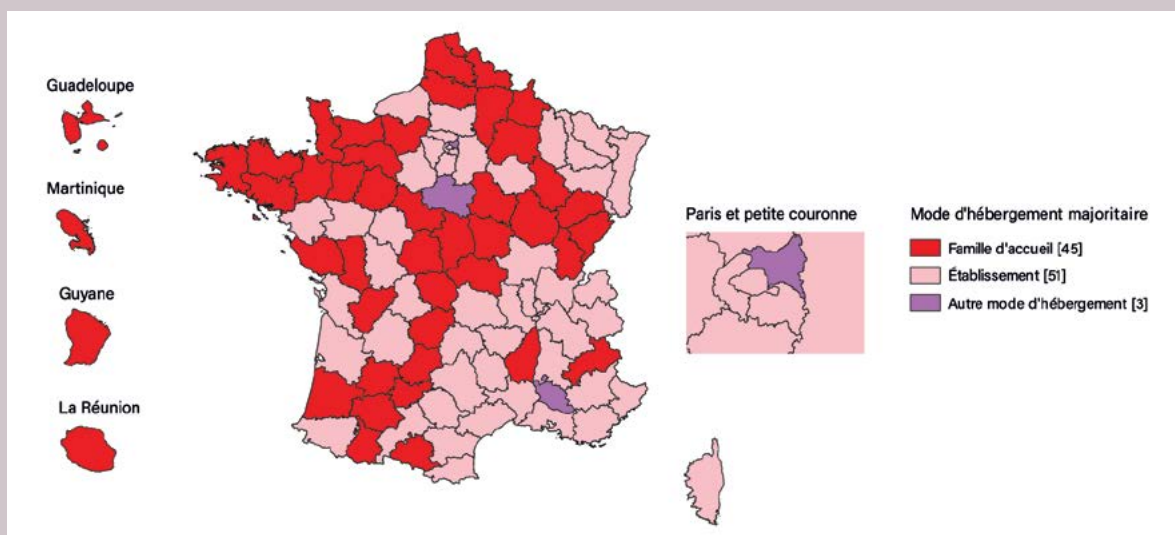 Guadeloupe
Martinique
Guyane
La Réunion
Paris et petite couronne
Mode d'hébergement majoritaire
Famille d'accueil [45]
Établissement [51]
Autre mode d'hébergement [3]